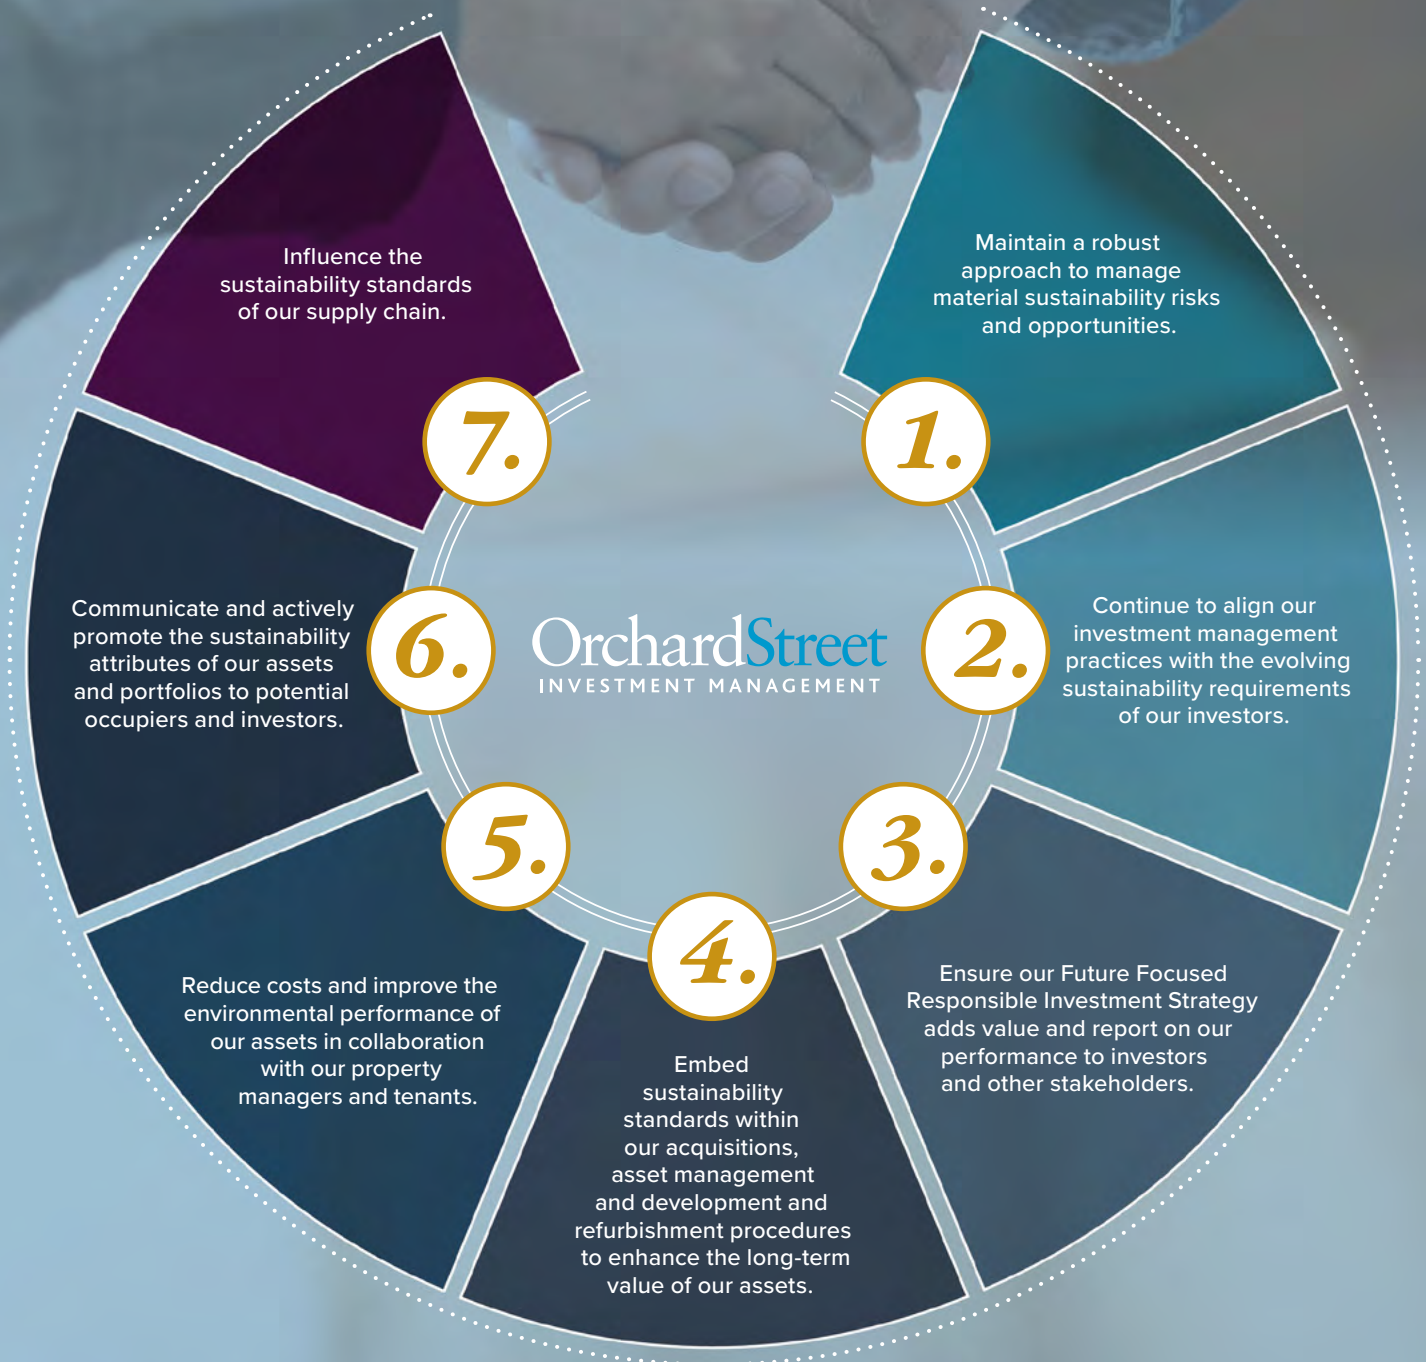 1.
Maintain a robust
approach to manage
material sustainability risks
and opportunities.
2.
Continue to align our
investment management
practices with the evolving
sustainability requirements
of our investors.
3.
Ensure our Future Focused
Responsible Investment Strategy
adds value and report on our
performance to investors
and other stakeholders.
4.
Embed
sustainability
standards within
our acquisitions,
asset management
and development and
refurbishment procedures
to enhance the long-term
value of our assets.
5.
Reduce costs and improve the
environmental performance of
our assets in collaboration
with our property
managers and tenants.
6.
Communicate and actively
promote the sustainability
attributes of our assets
and portfolios to potential
occupiers and investors.
7.
Influence the
sustainability standards
of our supply chain.
OrchardStreet
INVESTMENT MANAGEMENT